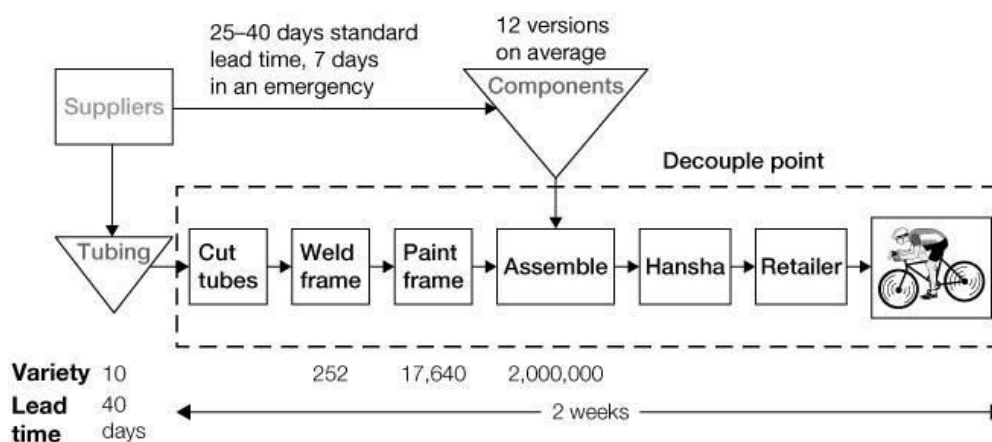 25–40 days standard
lead time, 7 days
in an emergency
12 versions
on average
Suppliers
Components
Decouple point
Tubing
Cut
tubes
Weld
frame
Paint
frame
Assemble
Hansha
Retailer
Variety 10 252 17,640 2,000,000
Lead 40
time days
2 weeks